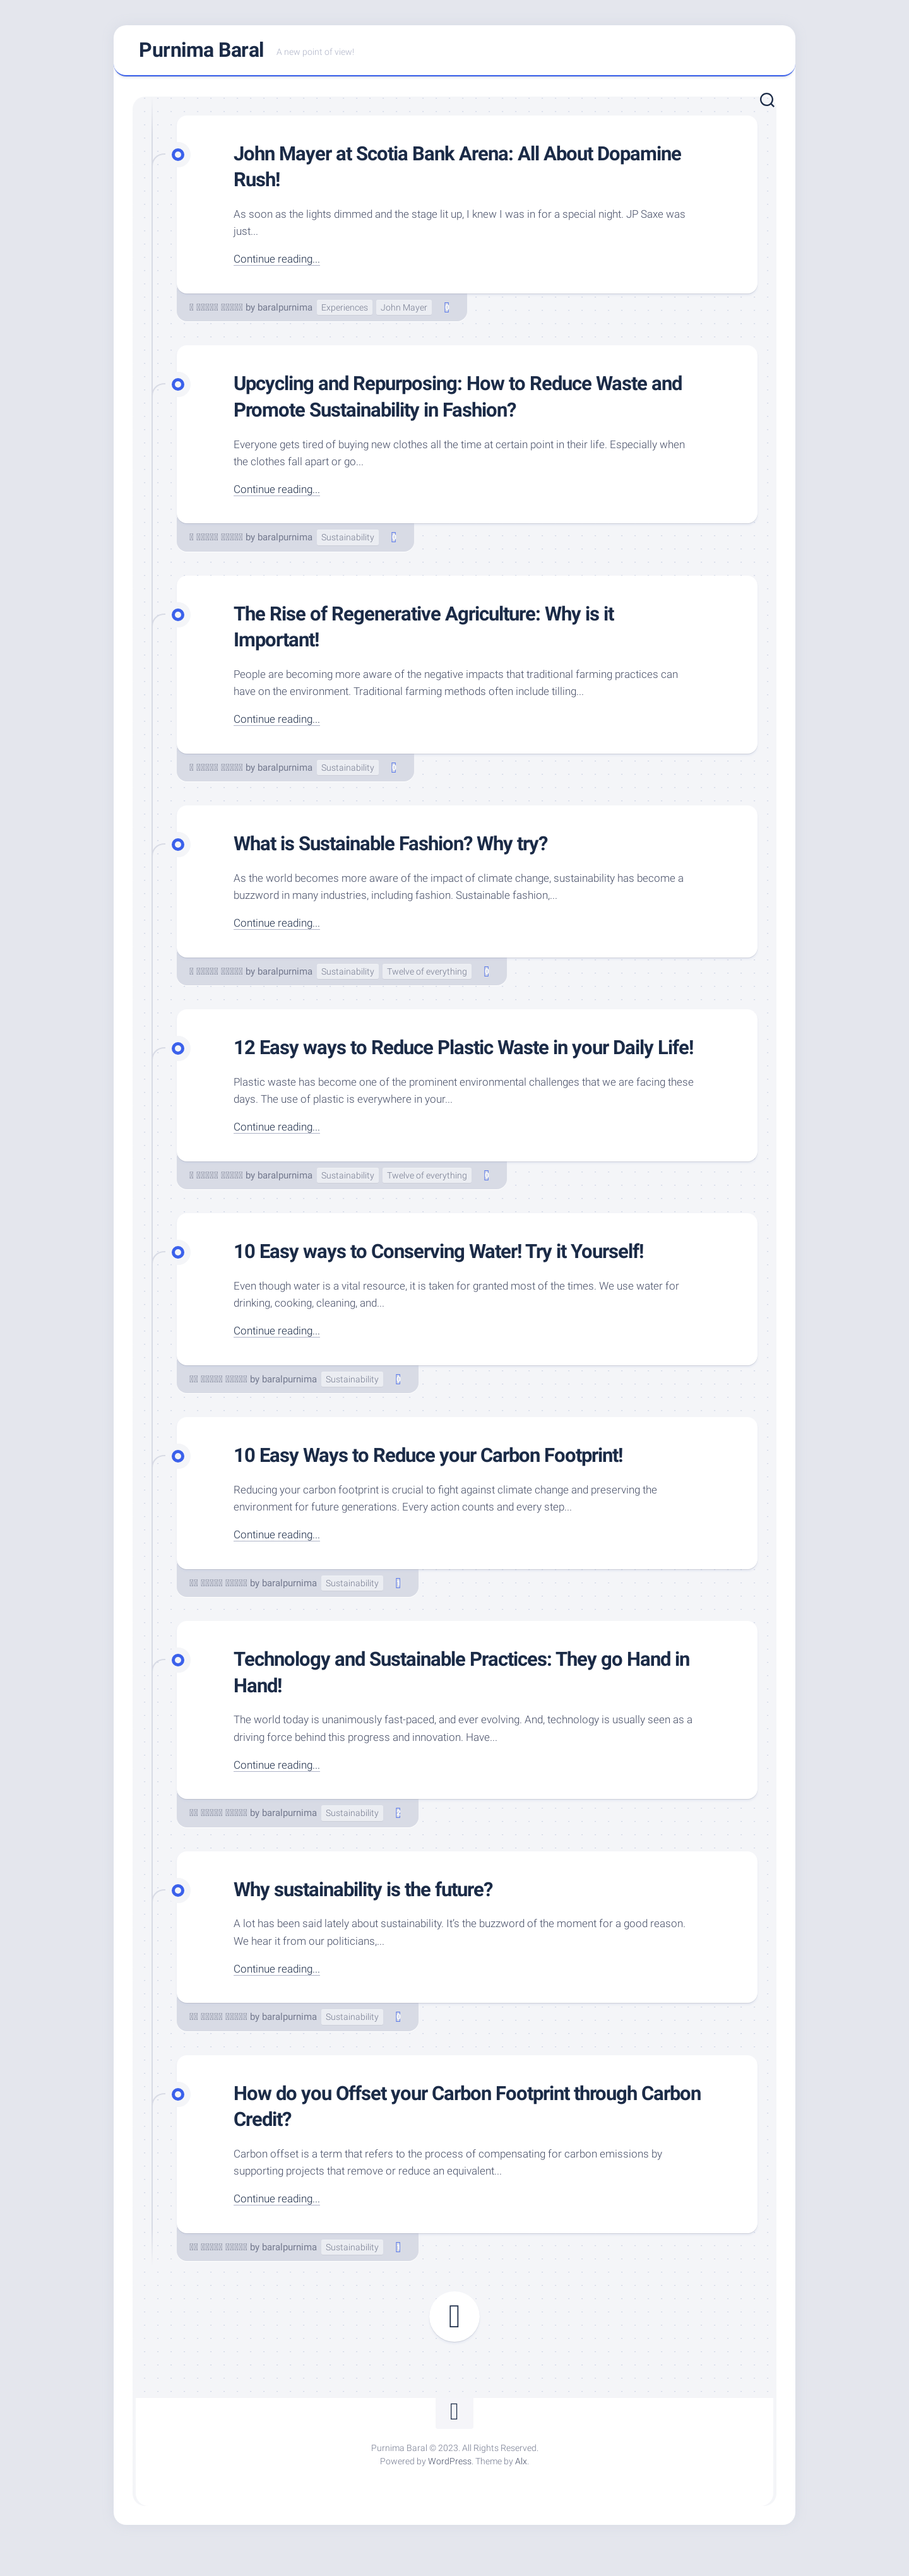 Purnima Baral
A new point of view!
John Mayer at Scotia Bank Arena: All About Dopamine
Rush!
As soon as the lights dimmed and the stage lit up, I knew I was in for a special night. JP Saxe was
just...
Continue reading...
by baralpurnima Experiences John Mayer
Upcycling and Repurposing: How to Reduce Waste and
Promote Sustainability in Fashion?
Everyone gets tired of buying new clothes all the time at certain point in their life. Especially when
the clothes fall apart or go...
Continue reading...
by baralpurnima Sustainability
The Rise of Regenerative Agriculture: Why is it
Important!
People are becoming more aware of the negative impacts that traditional farming practices can
have on the environment. Traditional farming methods often include tilling...
Continue reading...
by baralpurnima Sustainability
What is Sustainable Fashion? Why try?
As the world becomes more aware of the impact of climate change, sustainability has become a
buzzword in many industries, including fashion. Sustainable fashion,...
Continue reading...
by baralpurnima Sustainability Twelve of everything
12 Easy ways to Reduce Plastic Waste in your Daily Life!
Plastic waste has become one of the prominent environmental challenges that we are facing these
days. The use of plastic is everywhere in your...
Continue reading...
by baralpurnima Sustainability Twelve of everything
10 Easy ways to Conserving Water! Try it Yourself!
Even though water is a vital resource, it is taken for granted most of the times. We use water for
drinking, cooking, cleaning, and...
Continue reading...
by baralpurnima Sustainability
10 Easy Ways to Reduce your Carbon Footprint!
Reducing your carbon footprint is crucial to fight against climate change and preserving the
environment for future generations. Every action counts and every step...
Continue reading...
by baralpurnima Sustainability
Technology and Sustainable Practices: They go Hand in
Hand!
The world today is unanimously fast-paced, and ever evolving. And, technology is usually seen as a
driving force behind this progress and innovation. Have...
Continue reading...
by baralpurnima Sustainability
Why sustainability is the future?
A lot has been said lately about sustainability. It's the buzzword of the moment for a good reason.
We hear it from our politicians,...
Continue reading...
by baralpurnima Sustainability
How do you Offset your Carbon Footprint through Carbon
Credit?
Carbon offset is a term that refers to the process of compensating for carbon emissions by
supporting projects that remove or reduce an equivalent...
Continue reading...
by baralpurnima Sustainability
Purnima Baral © 2023. All Rights Reserved.
Powered by WordPress. Theme by Alx.